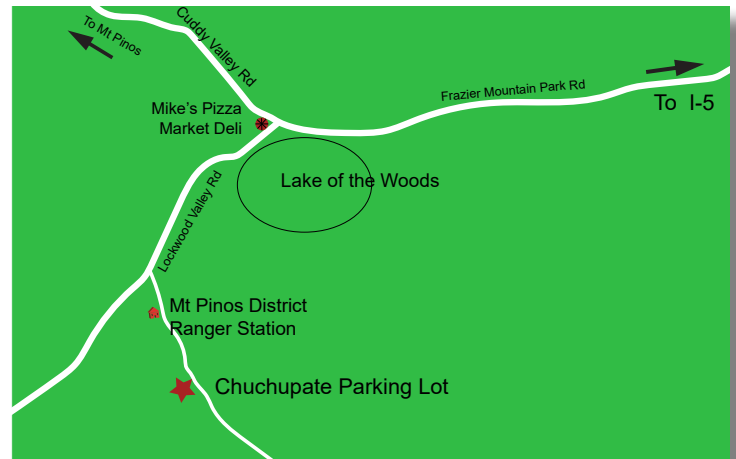 To Mt Pinos
Cuddy Valley Rd
Frazier Mountain Park Rd
To I-5
Mike's Pizza
Market Deli
Lake of the Woods
Lockwood Valley Rd
Mt Pinos District
Ranger Station
Chuchupate Parking Lot